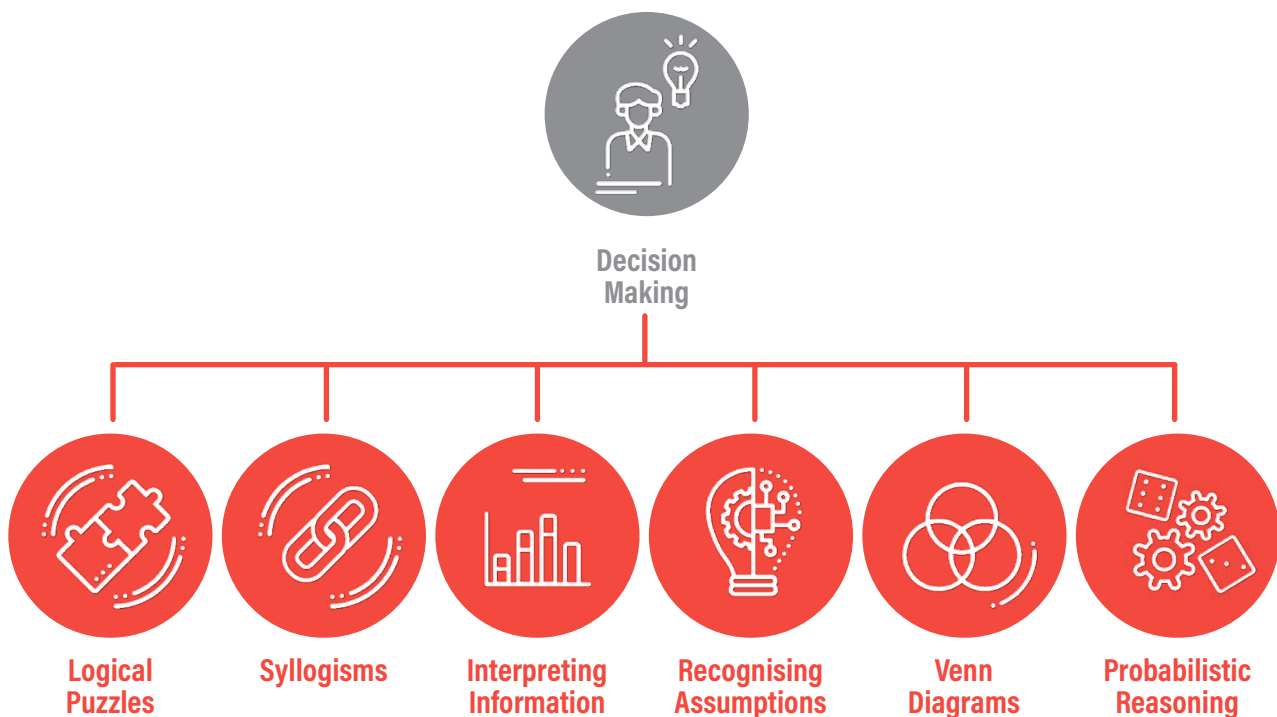 Decision
Making
Logical
Puzzles
Syllogisms
Interpreting
Information
Recognising
Assumptions
Venn
Diagrams
Probabilistic
Reasoning